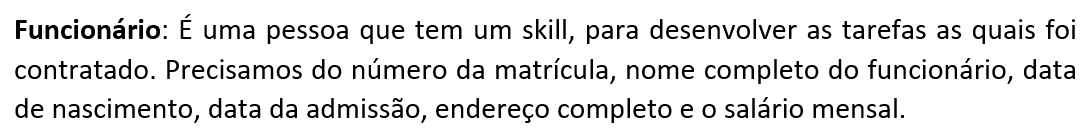 Funcionário: É uma pessoa que tem um skill, para desenvolver as tarefas as quais foi
contratado. Precisamos do número da matrícula, nome completo do funcionário, data
de nascimento, data da admissão, endereço completo e o salário mensal.